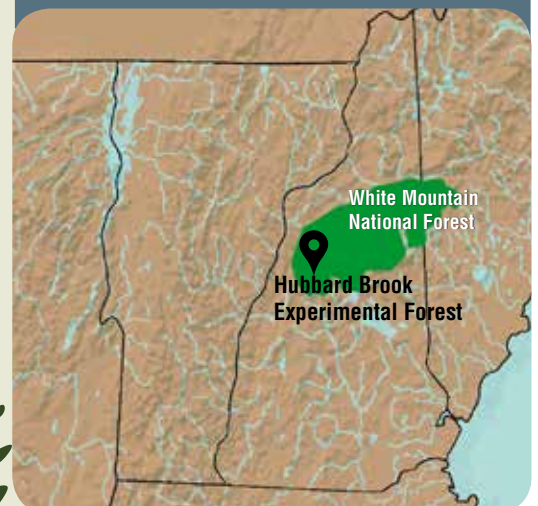 White Mountain
National Forest
Hubbard Brook
Experimental Forest